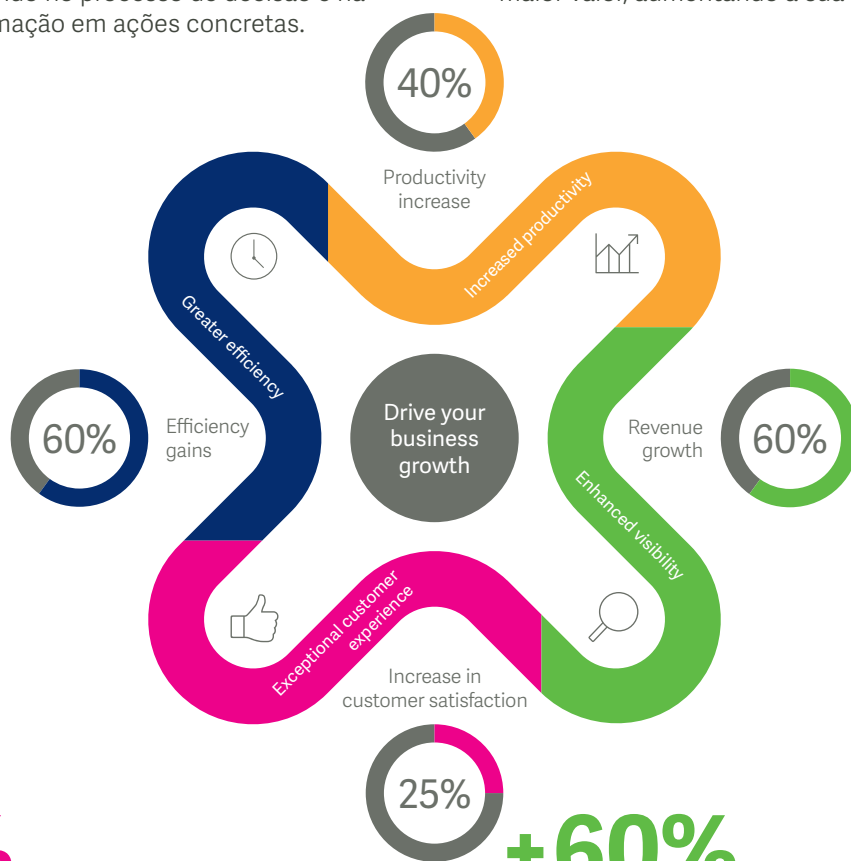 mação em ações concretas.
40%
Productivity
increase
Increased productivity
Greater efficiency
Drive your
business
growth
60%
Efficiency
gains
Revenue
growth
60%
Enhanced visibility
Exceptional customer
experience
Increase in
customer satisfaction
25%
+60%